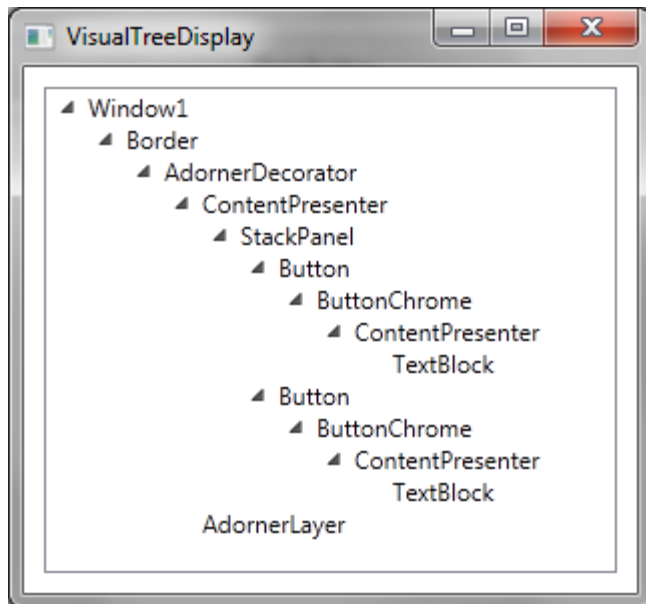 VisualTreeDisplay
Window1
Border
AdornerDecorator
ContentPresenter
StackPanel
Button
ButtonChrome
ContentPresenter
TextBlock
Button
ButtonChrome
ContentPresenter
TextBlock
AdornerLayer